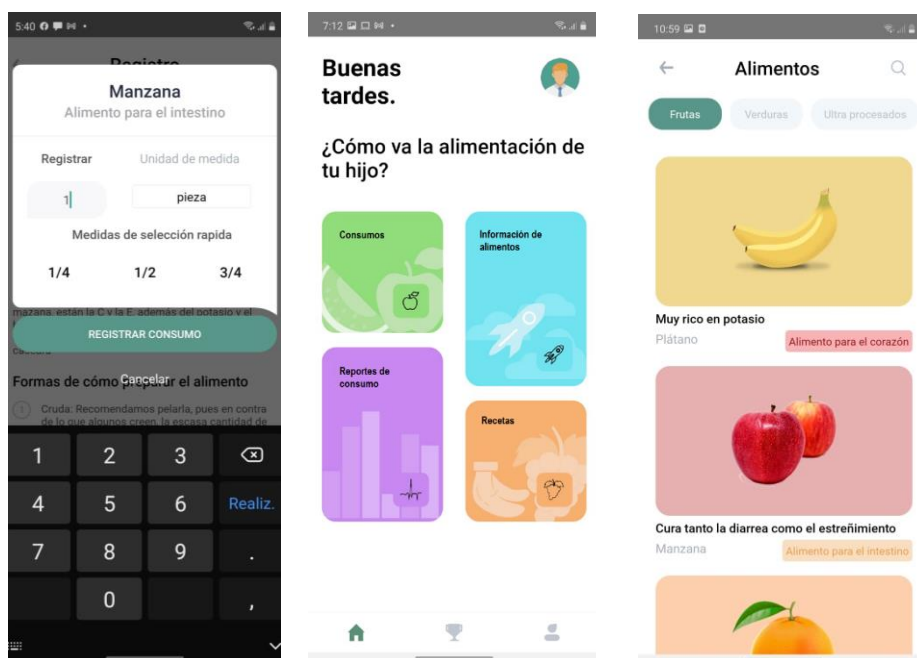 5:40
Registro
Manzana
Alimento para el intestino
Registrar
Unidad de medida
1
pieza
Medidas de selección rapida
1/4
1/2
3/4
mazana, están la C y la E, además del potasio y el
REGISTRAR CONSUMO
Cancelar
Formas de cómo preparar el alimento
1
Cruda: Recomendamos pelarla, pues en contra
de lo que algunos creen, la escasa cantidad de
1
2
3
4
5
6
Realiz.
7
8
9
.
0
,
7:12
Buenas
tardes.
¿Cómo va la alimentación de
tu hijo?
Consumos
Información de
alimentos
Reportes de
consumo
Recetas
10:59
Alimentos
Frutas
Verduras
Ultra procesados
Muy rico en potasio
Plátano
Alimento para el corazón
Cura tanto la diarrea como el estreñimiento
Manzana
Alimento para el intestino